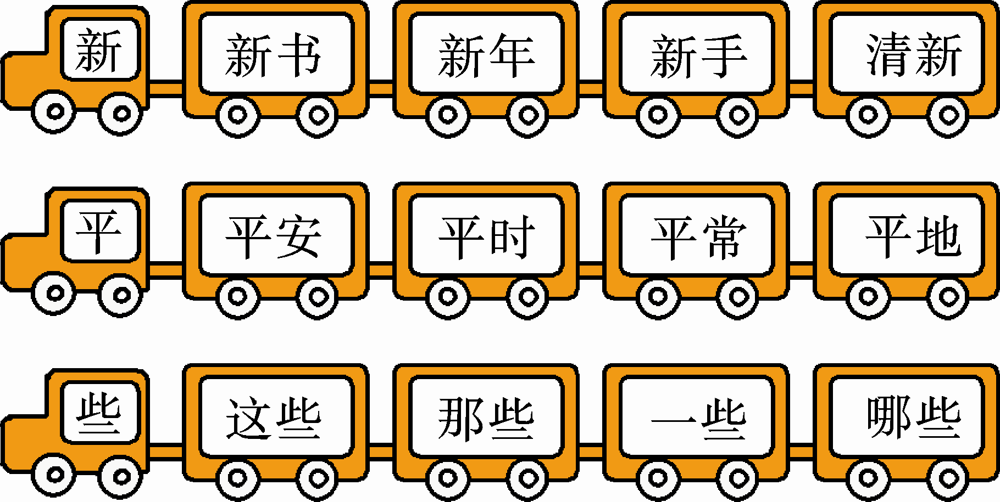 新 新书 新年 新手 清新
平 平安 平时 平常 平地
些 这些 那些 一些 哪些